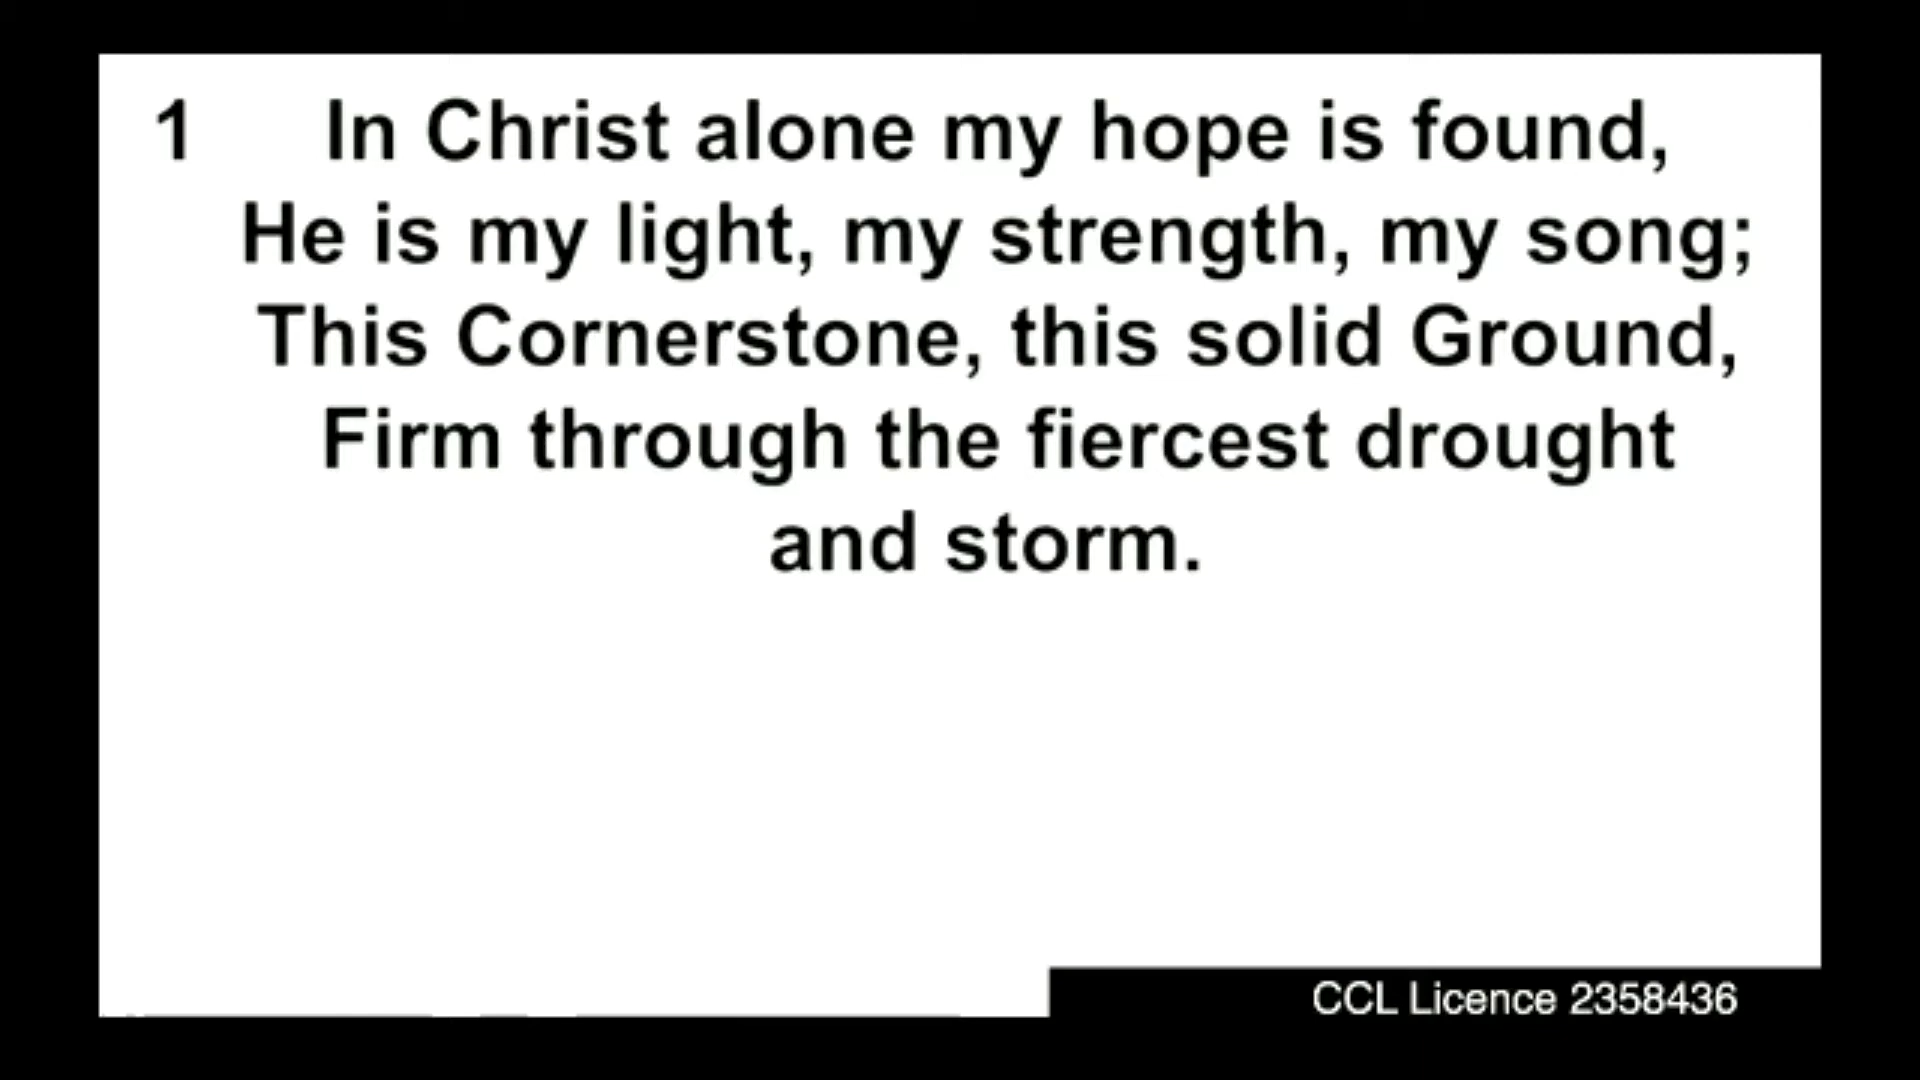 1 In Christ alone my hope is found,
He is my light, my strength, my song;
This Cornerstone, this solid Ground,
Firm through the fiercest drought
and storm.
CCL Licence 2358436